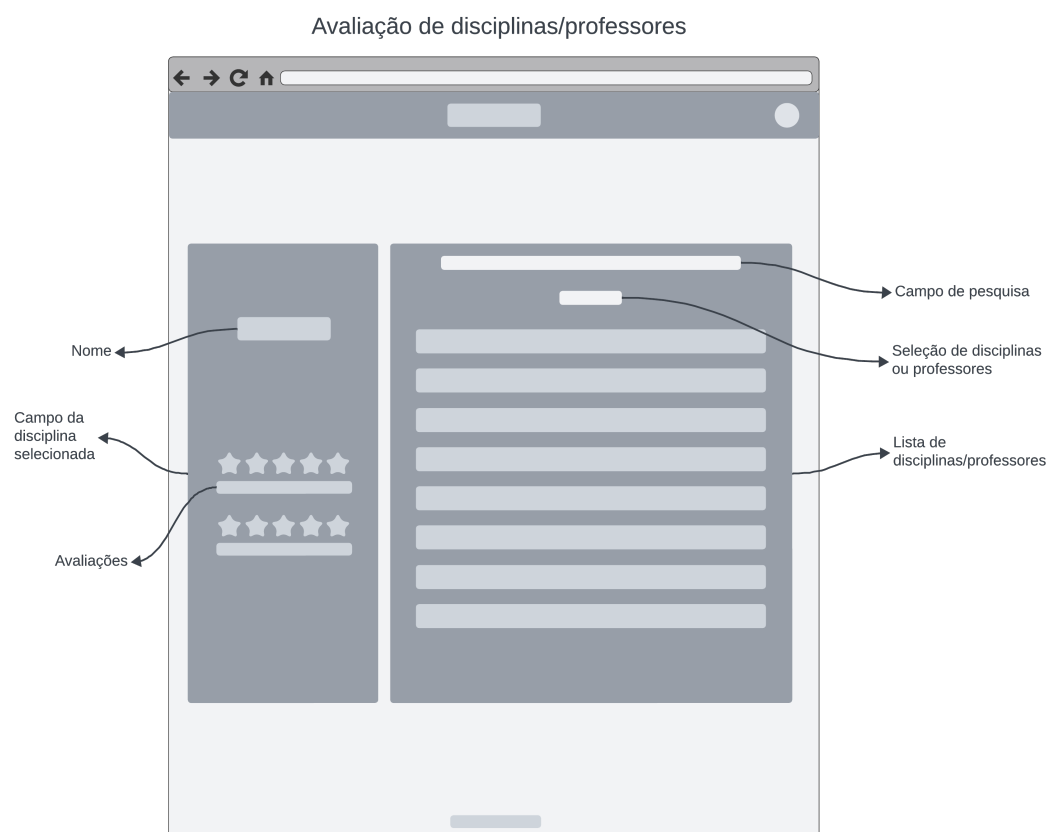 Avaliação de disciplinas/professores
Campo de pesquisa
Nome
Seleção de disciplinas
ou professores
Campo da
disciplina
selecionada
Lista de
disciplinas/professores
Avaliações